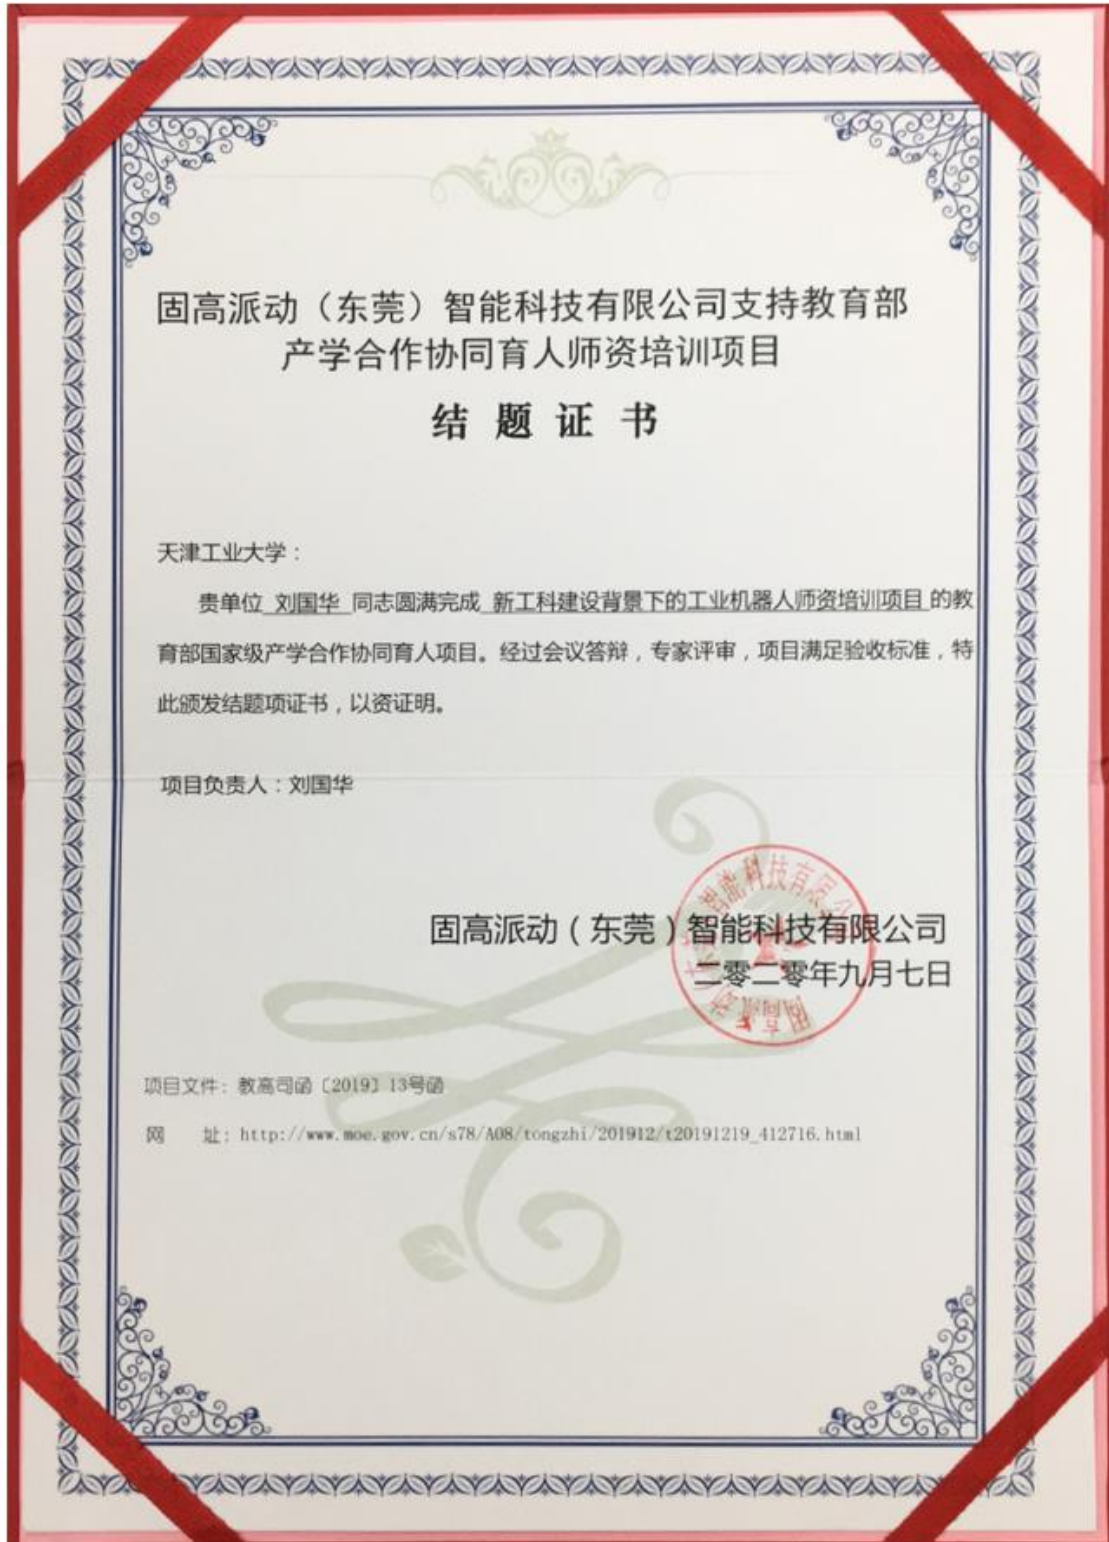 固高派动（东莞）智能科技有限公司支持教育部
产学合作协同育人师资培训项目
结题证书
天津工业大学：
贵单位 刘国华 同志圆满完成 新工科建设背景下的工业机器人师资培训项目 的教
育部国家级产学合作协同育人项目。经过会议答辩，专家评审，项目满足验收标准，特
此颁发结题项证书，以资证明。
项目负责人：刘国华
固高派动（东莞）智能科技有限公司
二零二零年九月七日
项目文件：教高司函〔2019〕13号函
网 址：http://www.moe.gov.cn/s78/A08/tongzhi/201912/t20191219_412716.html